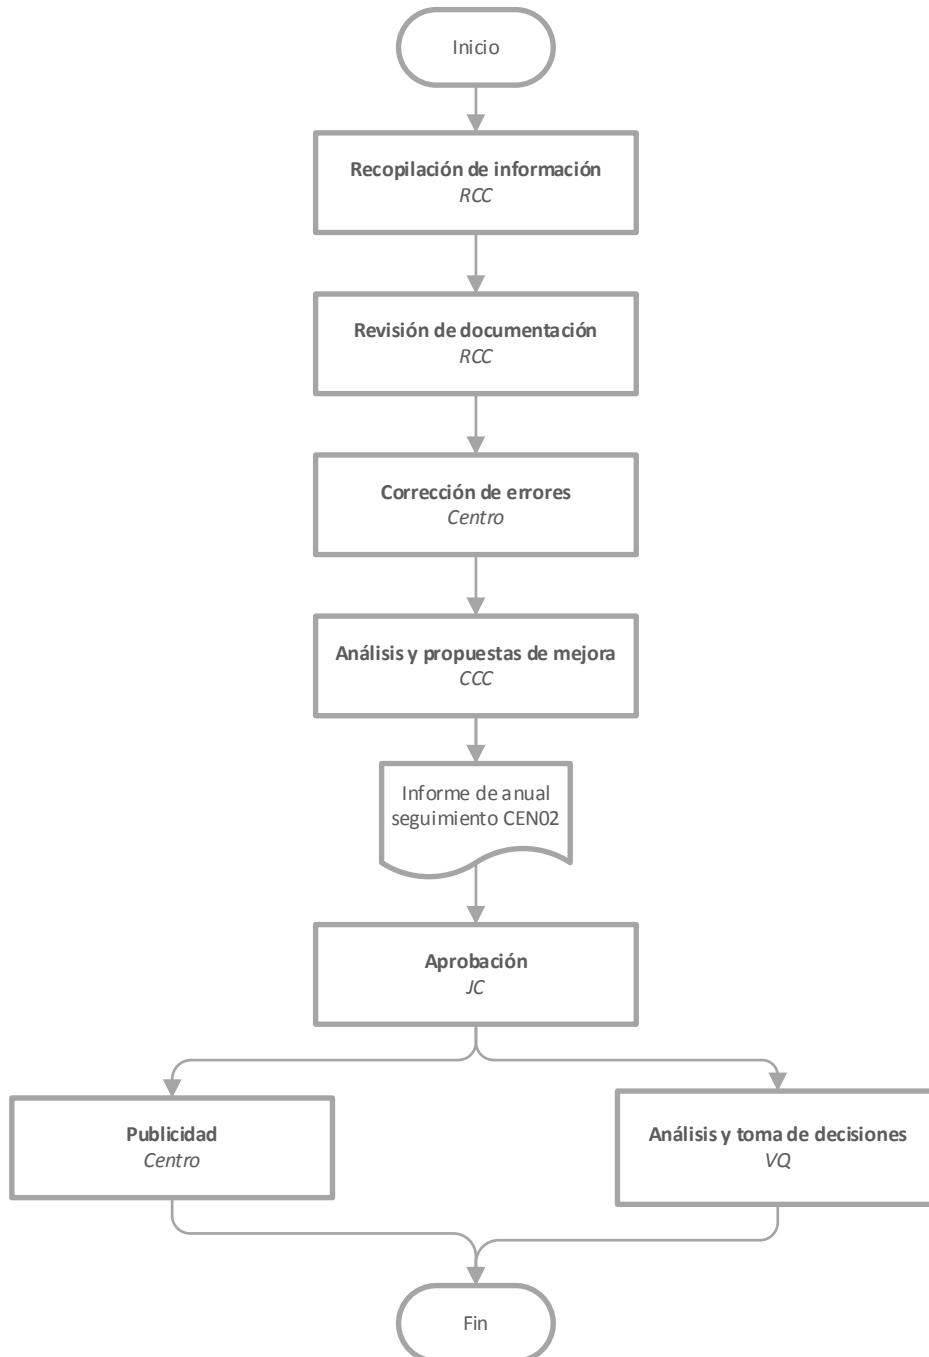 Inicio
Recopilación de información
RCC
Revisión de documentación
RCC
Corrección de errores
Centro
Análisis y propuestas de mejora
CCC
Informe de anual
seguimiento CEN02
Aprobación
JC
Publicidad
Centro
Análisis y toma de decisiones
VQ
Fin